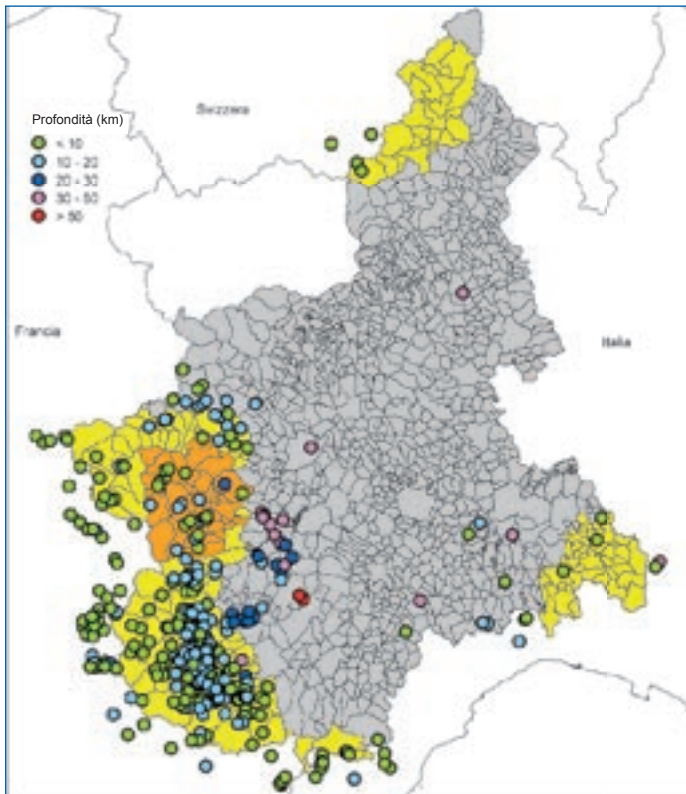 Svizzera
Profondità (km)
< 10
10 - 20
20 - 30
30 - 50
> 50
Francia
Italia